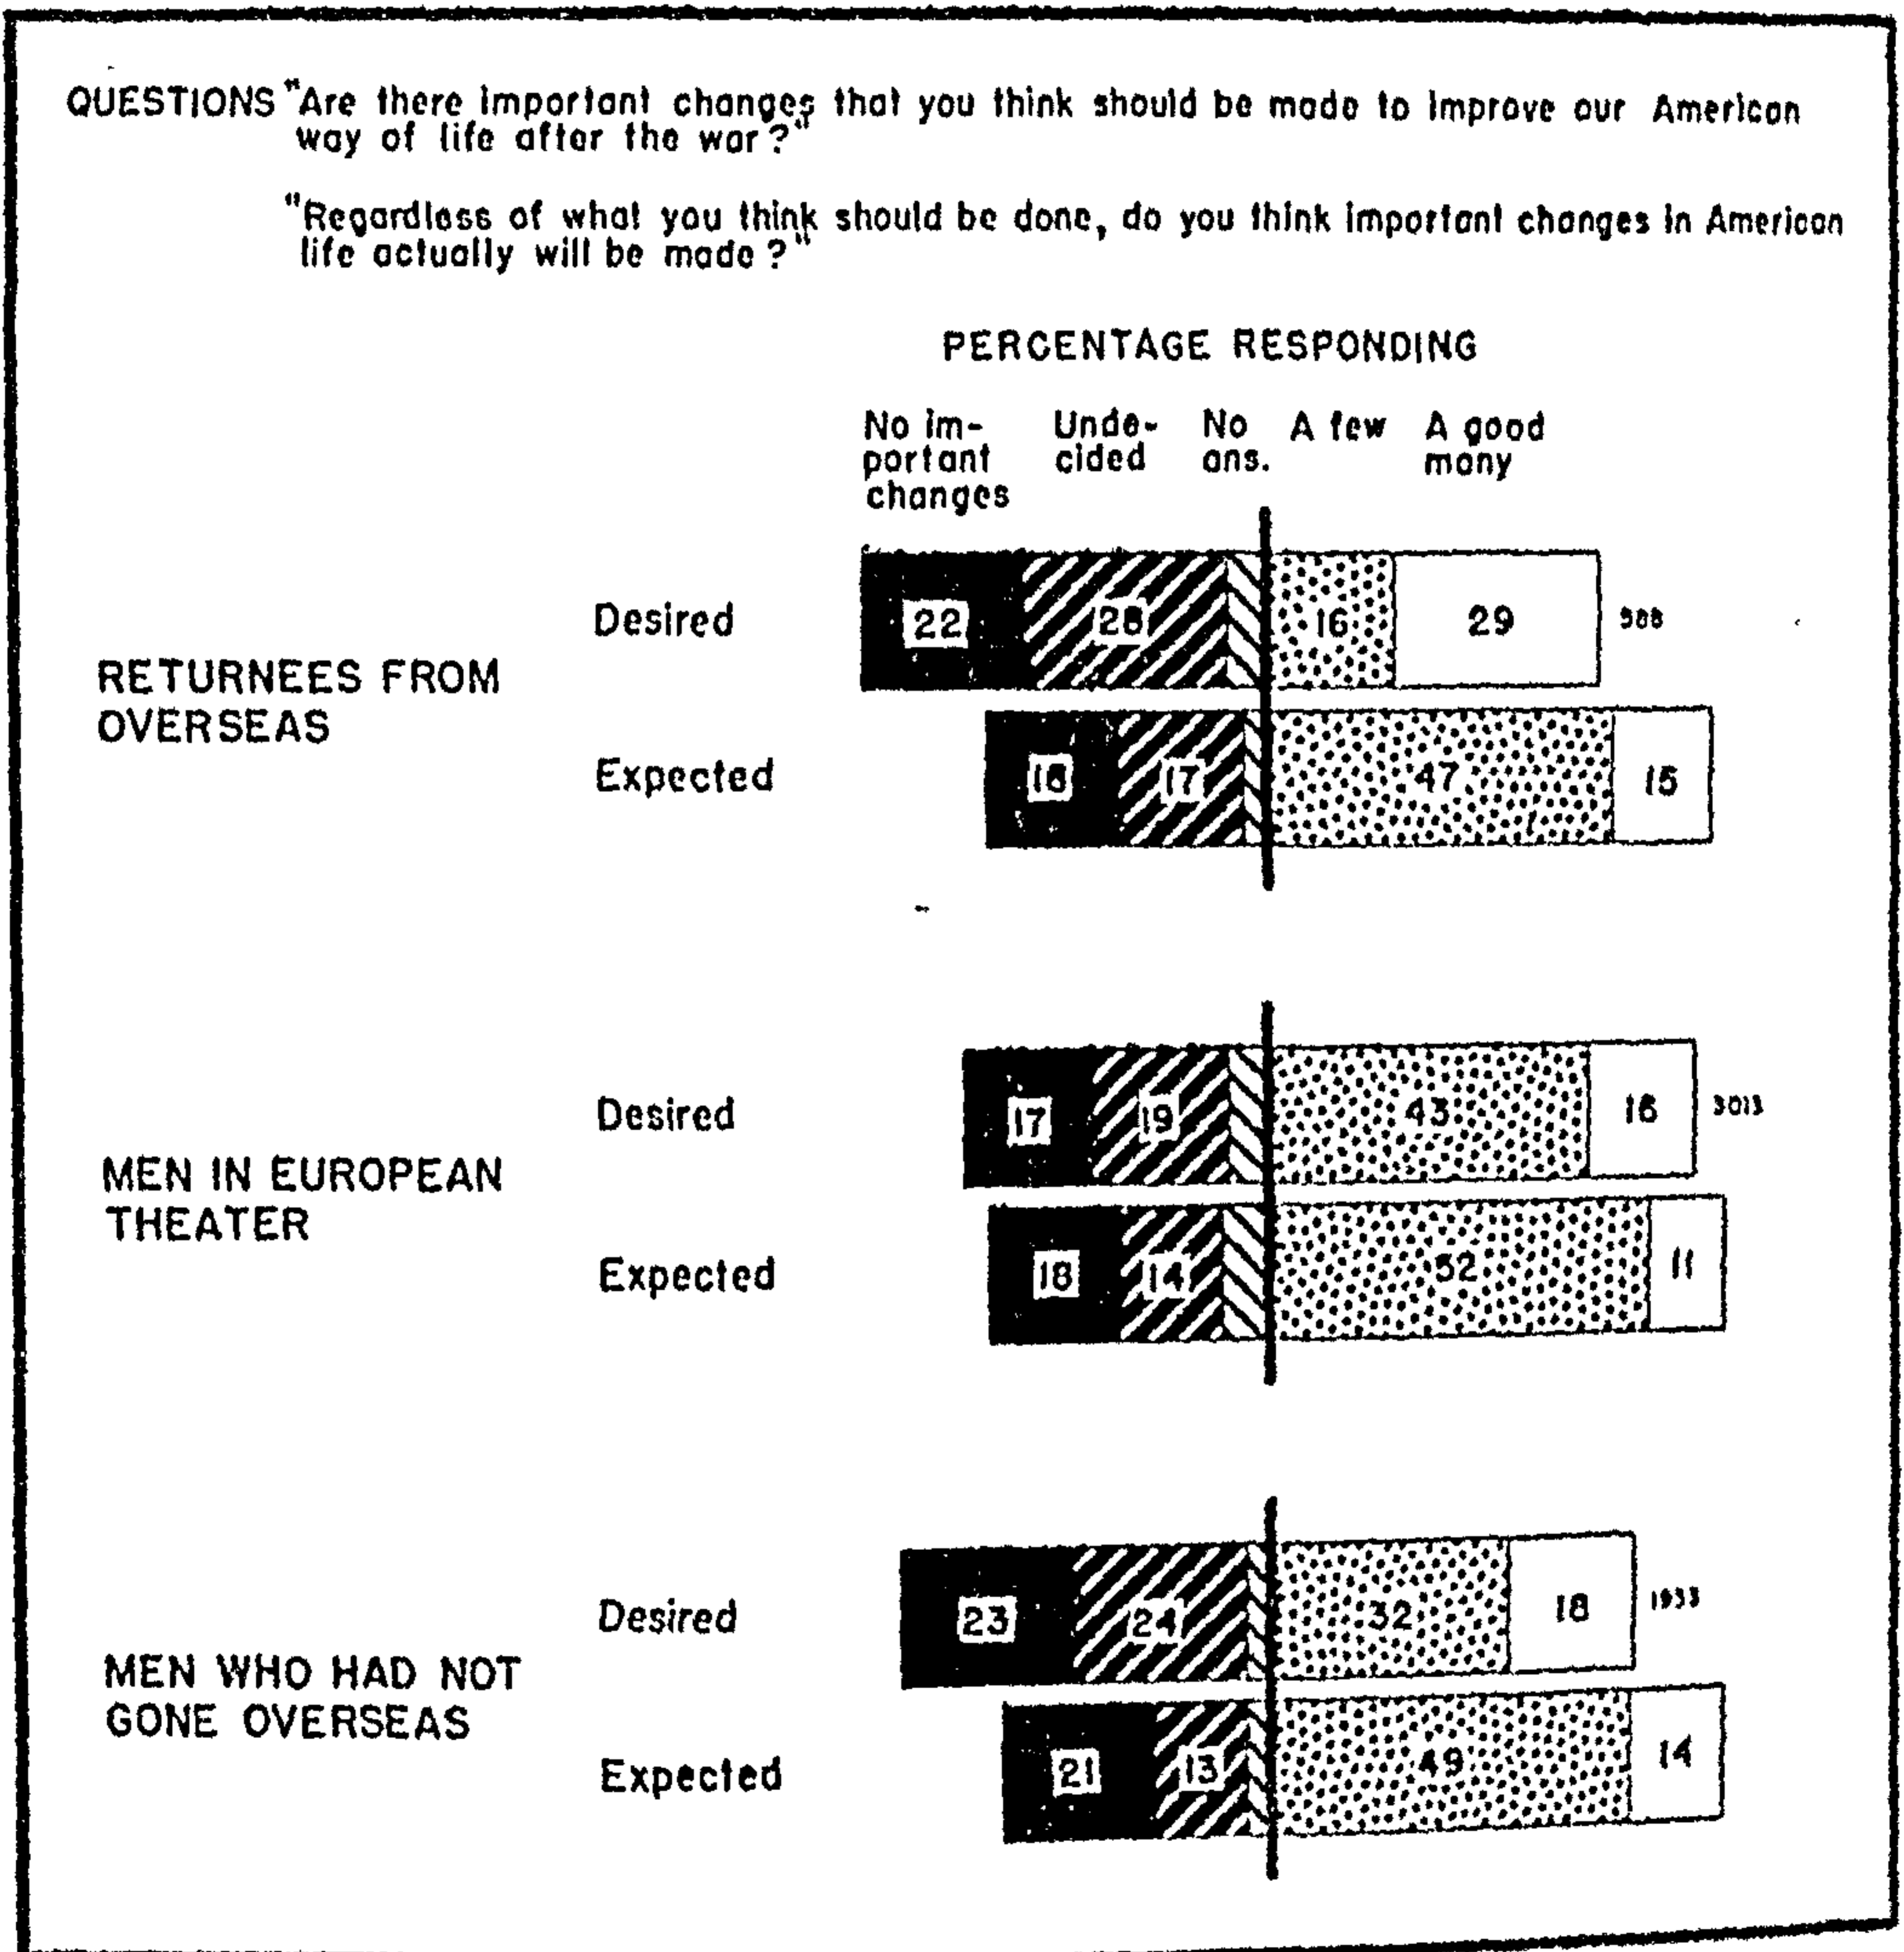 QUESTIONS "Are there important changes that you think should be made to improve our American
way of life after the war?"
"Regardless of what you think should be done, do you think important changes in American
life actually will be made?"
PERCENTAGE RESPONDING
No im-
portant
changes
Unde-
cided
No
ans.
A few
A good
many
RETURNEES FROM
OVERSEAS
Desired
22 28 16 29
Expected
18 17 47 15
MEN IN EUROPEAN
THEATER
Desired
17 19 43 16 3013
Expected
18 14 52 11
MEN WHO HAD NOT
GONE OVERSEAS
Desired
23 24 32 18
Expected
21 13 49 14